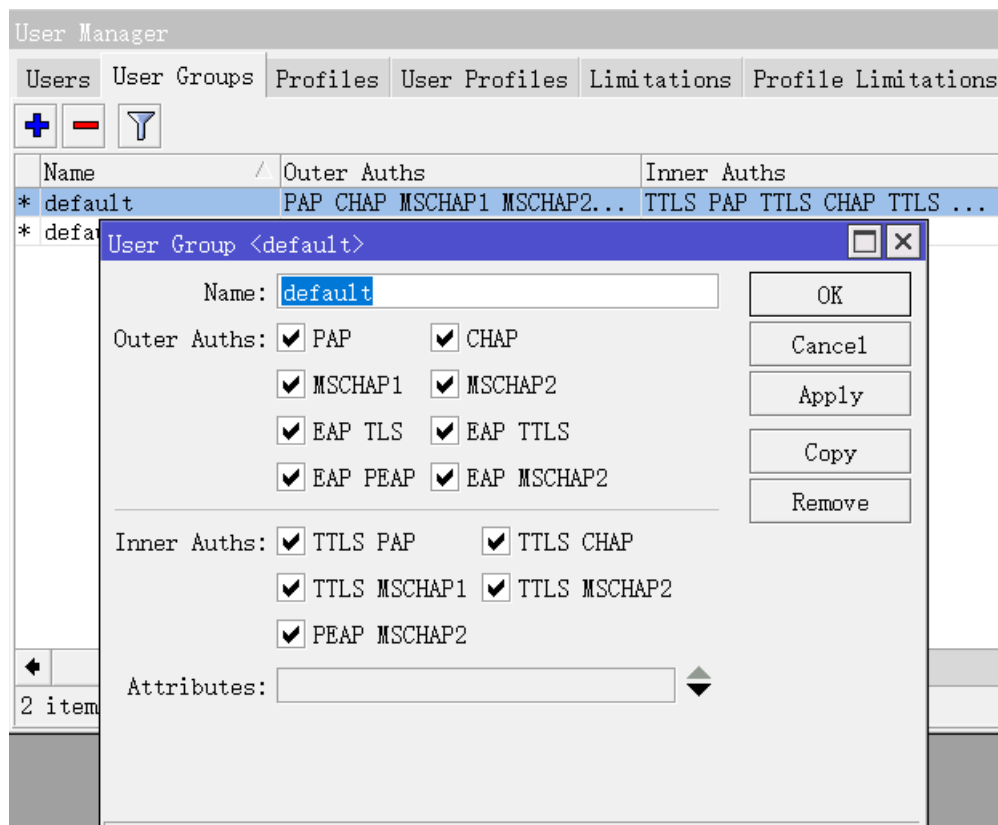 User Manager
Users User Groups Profiles User Profiles Limitations Profile Limitations
Name Outer Auths Inner Auths
* default PAP CHAP MSCHAP1 MSCHAP2... TTLS PAP TTLS CHAP TTLS ...
*
User Group <default>
Name: default OK
Outer Auths: PAP CHAP Cancel
MSCHAP1 MSCHAP2 Apply
EAP TLS EAP TTLS Copy
EAP PEAP EAP MSCHAP2 Remove
Inner Auths: TTLS PAP TTLS CHAP
TTLS MSCHAP1 TTLS MSCHAP2
PEAP MSCHAP2
Attributes:
2 item